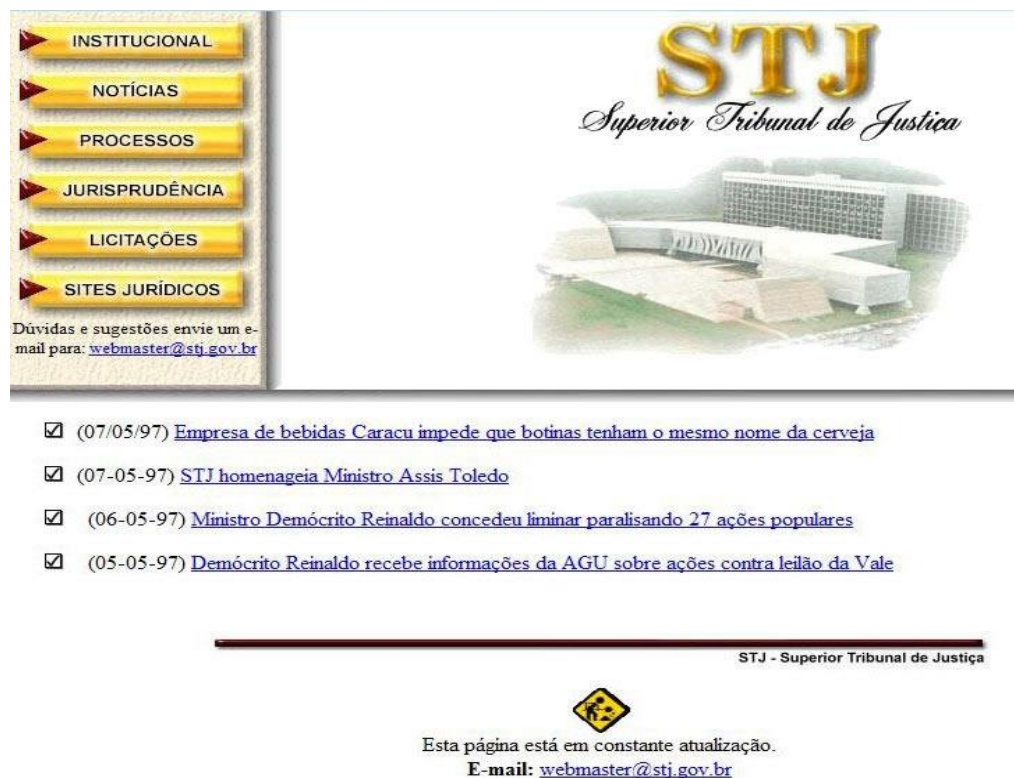 INSTITUCIONAL
NOTÍCIAS
PROCESSOS
JURISPRUDÊNCIA
LICITAÇÕES
SITES JURÍDICOS
Dúvidas e sugestões envie um e-
mail para: webmaster@stj.gov.br
STJ
Superior Tribunal de Justiça
(07/05/97) Empresa de bebidas Caracu impede que botinas tenham o mesmo nome da cerveja
(07-05-97) STJ homenageia Ministro Assis Toledo
(06-05-97) Ministro Demócrito Reinaldo concedeu liminar paralisando 27 ações populares
(05-05-97) Demócrito Reinaldo recebe informações da AGU sobre ações contra leilão da Vale
STJ - Superior Tribunal de Justiça
Esta página está em constante atualização.
E-mail: webmaster@stj.gov.br